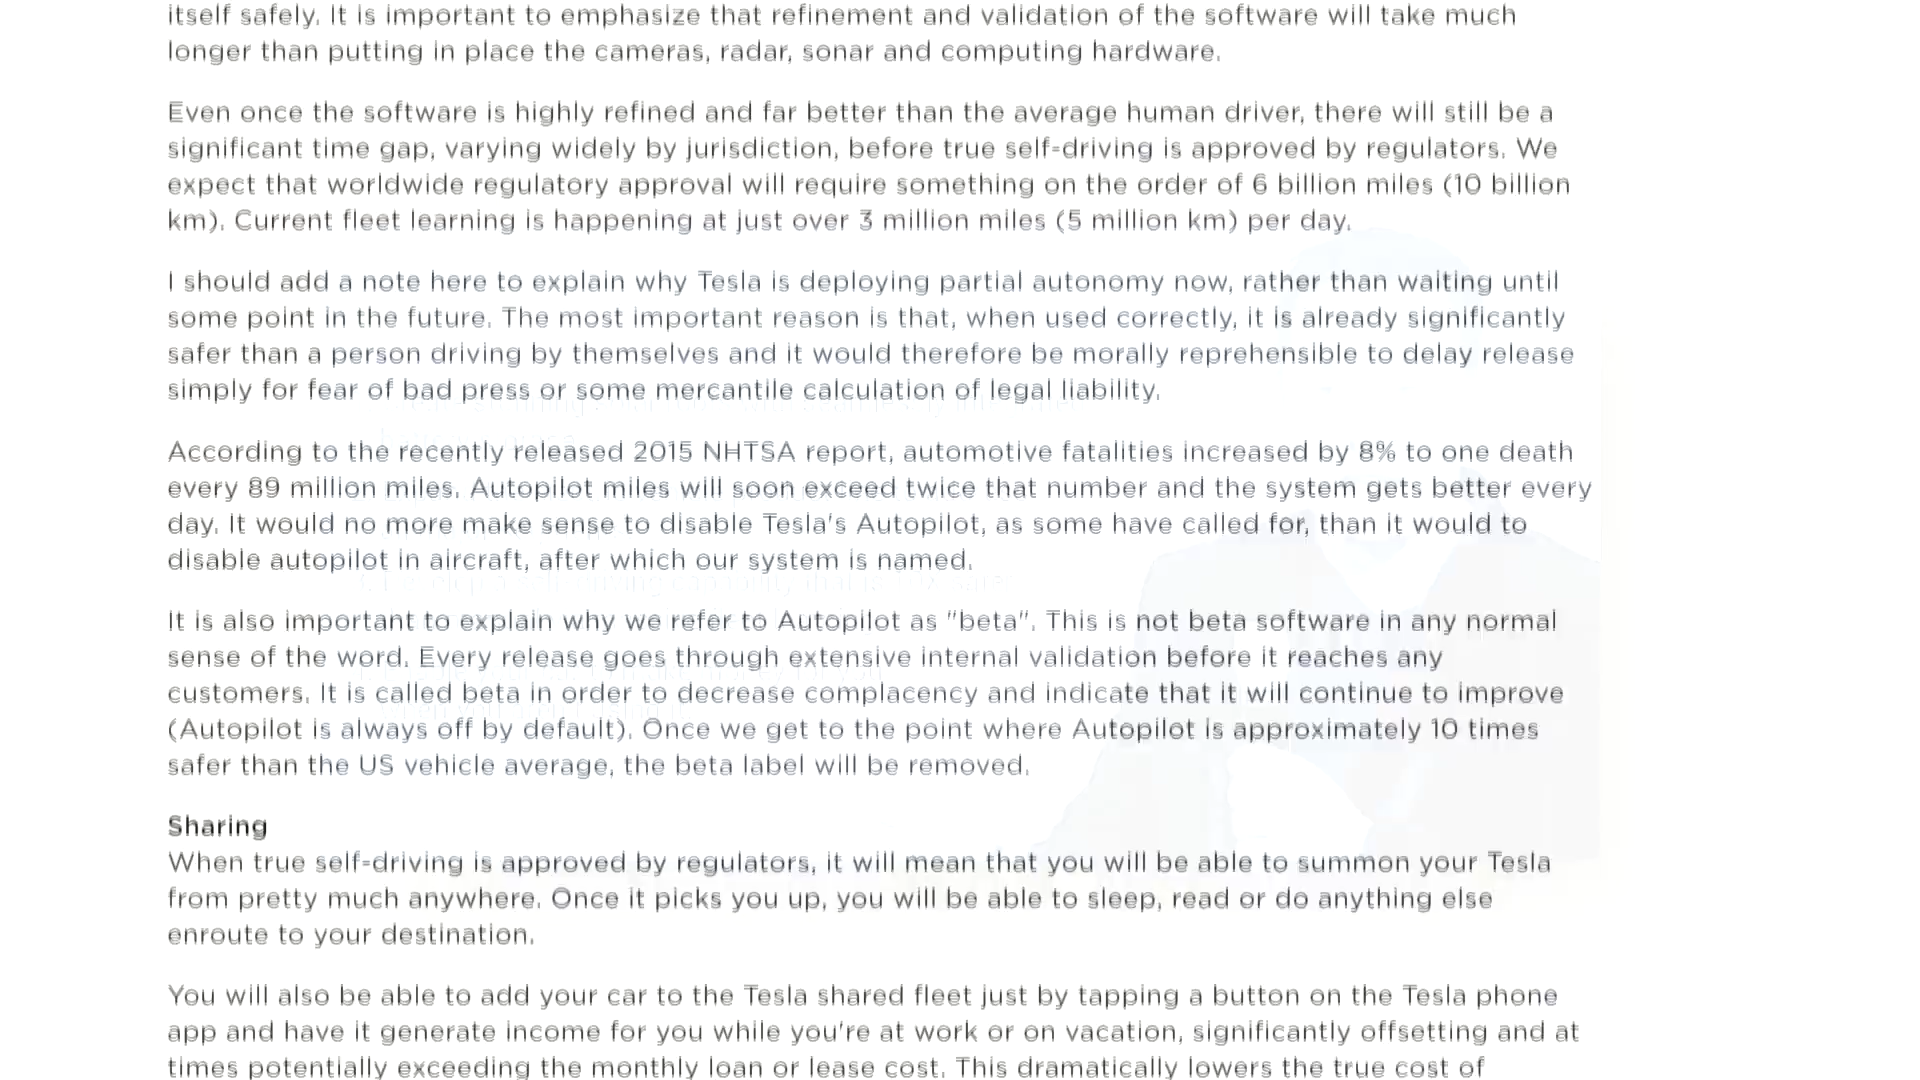 itself safely. It is important to emphasize that refinement and validation of the software will take much
longer than putting in place the cameras, radar, sonar and computing hardware.
Even once the software is highly refined and far better than the average human driver, there will still be a
significant time gap, varying widely by jurisdiction, before true self-driving is approved by regulators. We
expect that worldwide regulatory approval will require something on the order of 6 billion miles (10 billion
km). Current fleet learning is happening at just over 3 million miles (5 million km) per day.
I should add a note here to explain why Tesla is deploying partial autonomy now, rather than waiting until
some point in the future. The most important reason is that, when used correctly, it is already significantly
safer than a person driving by themselves and it would therefore be morally reprehensible to delay release
simply for fear of bad press or some mercantile calculation of legal liability.
According to the recently released 2015 NHTSA report, automotive fatalities increased by 8% to one death
every 89 million miles. Autopilot miles will soon exceed twice that number and the system gets better every
day. It would no more make sense to disable Tesla's Autopilot, as some have called for, than it would to
disable autopilot in aircraft, after which our system is named.
It is also important to explain why we refer to Autopilot as "beta". This is not beta software in any normal
sense of the word. Every release goes through extensive internal validation before it reaches any
customers. It is called beta in order to decrease complacency and indicate that it will continue to improve
(Autopilot is always off by default). Once we get to the point where Autopilot is approximately 10 times
safer than the US vehicle average, the beta label will be removed.
Sharing
When true self-driving is approved by regulators, it will mean that you will be able to summon your Tesla
from pretty much anywhere. Once it picks you up, you will be able to sleep, read or do anything else
enroute to your destination.
You will also be able to add your car to the Tesla shared fleet just by tapping a button on the Tesla phone
app and have it generate income for you while you're at work or on vacation, significantly offsetting and at
times potentially exceeding the monthly loan or lease cost. This dramatically lowers the true cost of